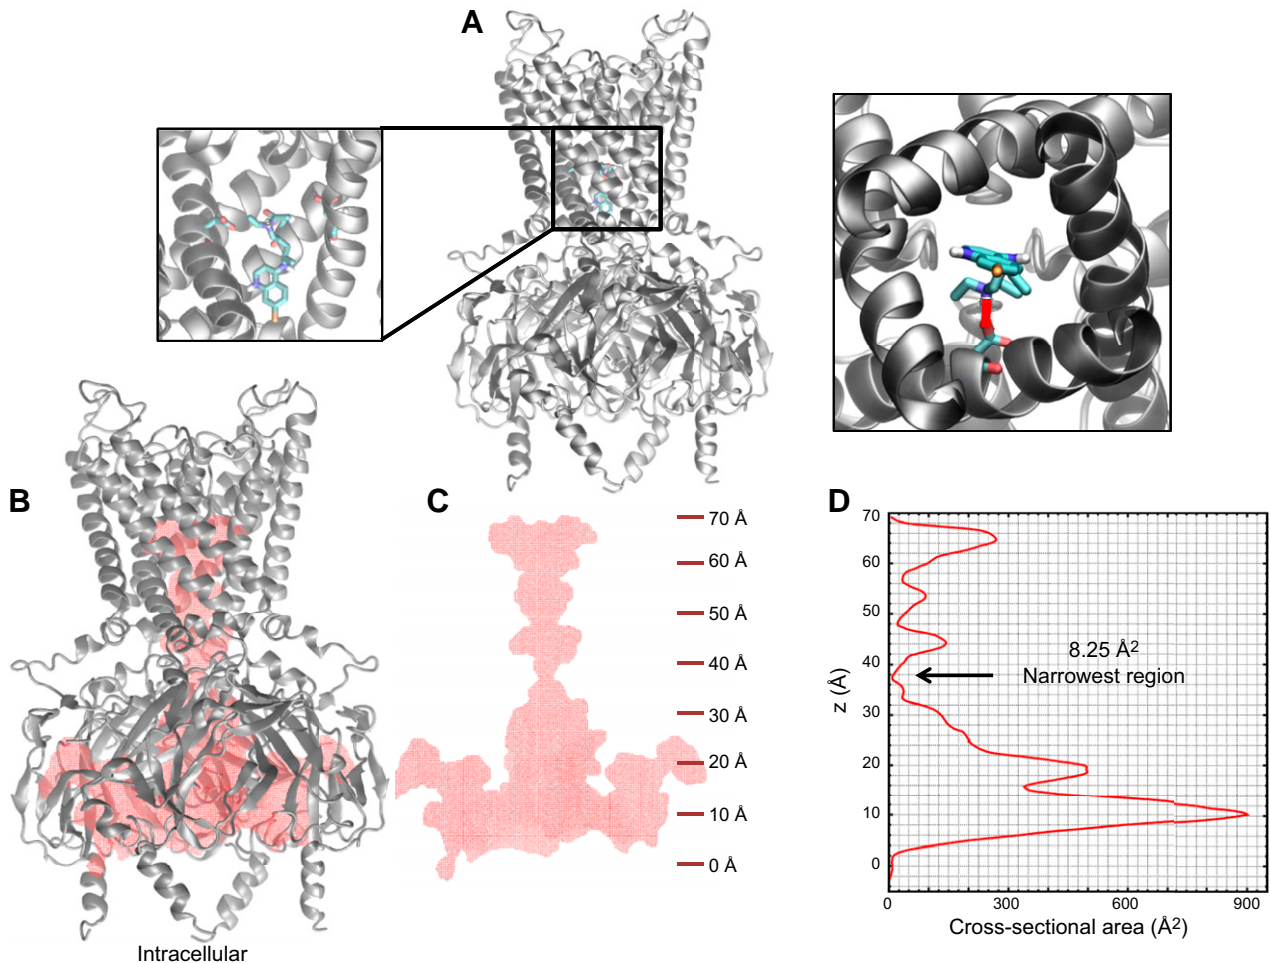 A
B
Intracellular
C
70 Å
60 Å
50 Å
40 Å
30 Å
20 Å
10 Å
0 Å
D
70
60
50
40
30
20
10
0
z (Å)
8.25 Å²
Narrowest region
0 300 600 900
Cross-sectional area (Å²)